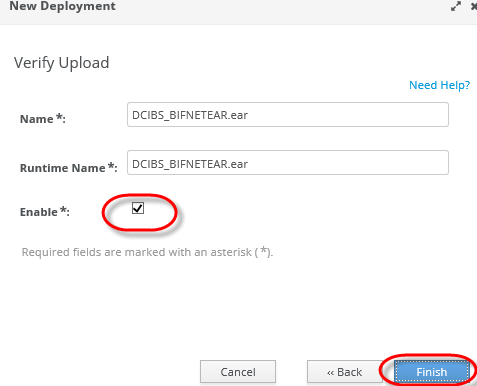 New Deployment
Verify Upload
Need Help?
Name *: DCIBS_BIFNETEAR.ear
Runtime Name *: DCIBS_BIFNETEAR.ear
Enable *:
Required fields are marked with an asterisk ( * ).
Cancel ‹‹ Back Finish